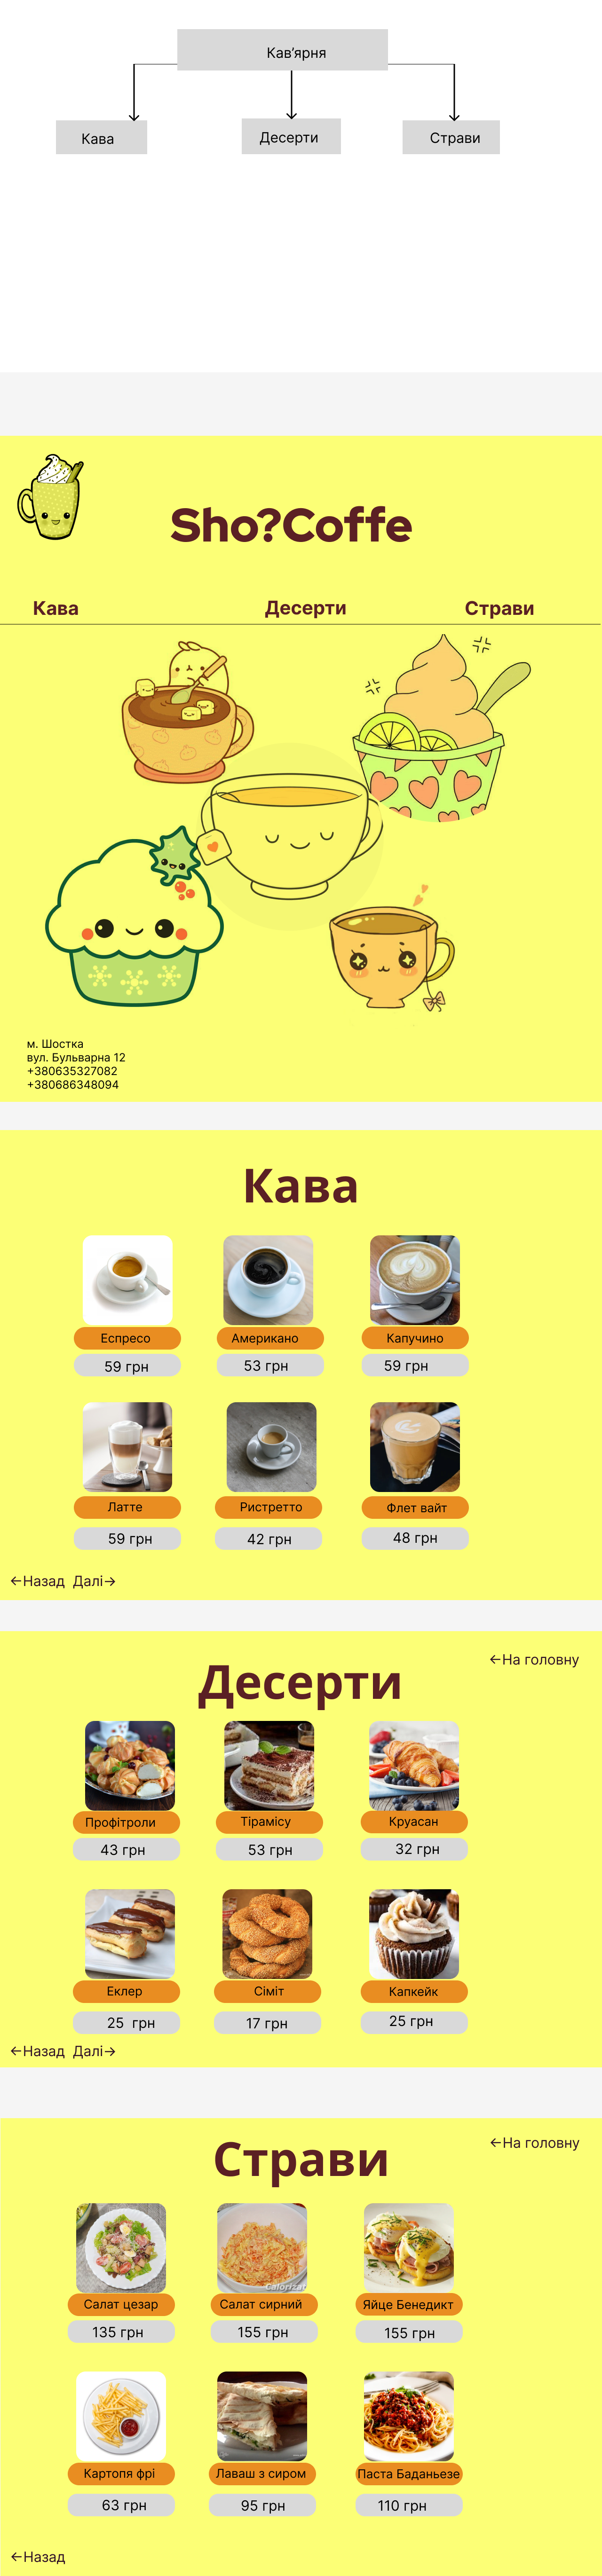 Кав’ярня
Кава
Десерти
Страви
Sho?Coffe
Кава
Десерти
Страви
м. Шостка
вул. Бульварна 12
+380635327082
+380686348094
Кава
Еспресо
Американо
Капучино
59 грн
53 грн
59 грн
Латте
Ристретто
Флет вайт
59 грн
42 грн
48 грн
←Назад Далі→
←На головну
Десерти
Профітроли
Тірамісу
Круасан
43 грн
53 грн
32 грн
Еклер
Сіміт
Капкейк
25 грн
17 грн
25 грн
←Назад Далі→
←На головну
Страви
Calorizat
Салат цезар
Салат сирний
Яйце Бенедикт
135 грн
155 грн
155 грн
Картопя фрі
Лаваш з сиром
Паста Баданьезе
63 грн
95 грн
110 грн
←Назад